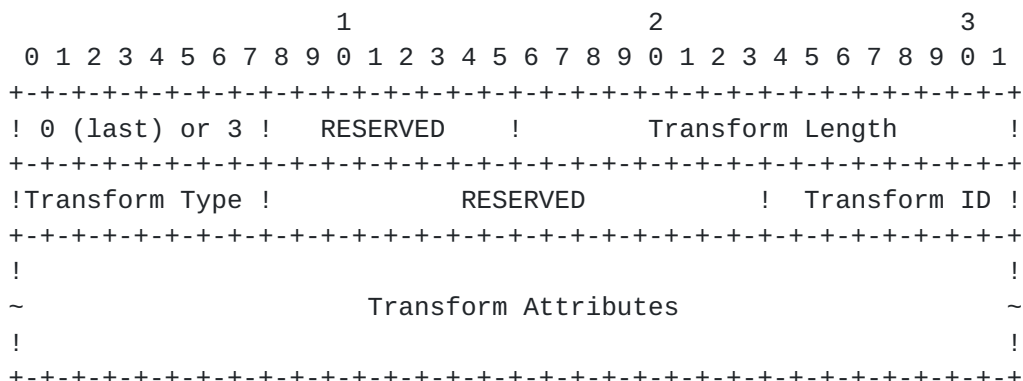 1                   2                   3
 0 1 2 3 4 5 6 7 8 9 0 1 2 3 4 5 6 7 8 9 0 1 2 3 4 5 6 7 8 9 0 1
+-+-+-+-+-+-+-+-+-+-+-+-+-+-+-+-+-+-+-+-+-+-+-+-+-+-+-+-+-+-+-+-+
! 0 (last) or 3 !   RESERVED    !        Transform Length       !
+-+-+-+-+-+-+-+-+-+-+-+-+-+-+-+-+-+-+-+-+-+-+-+-+-+-+-+-+-+-+-+-+
!Transform Type !            RESERVED           !  Transform ID !
+-+-+-+-+-+-+-+-+-+-+-+-+-+-+-+-+-+-+-+-+-+-+-+-+-+-+-+-+-+-+-+-+
!                                                               !
~                      Transform Attributes                     ~
!                                                               !
+-+-+-+-+-+-+-+-+-+-+-+-+-+-+-+-+-+-+-+-+-+-+-+-+-+-+-+-+-+-+-+-+